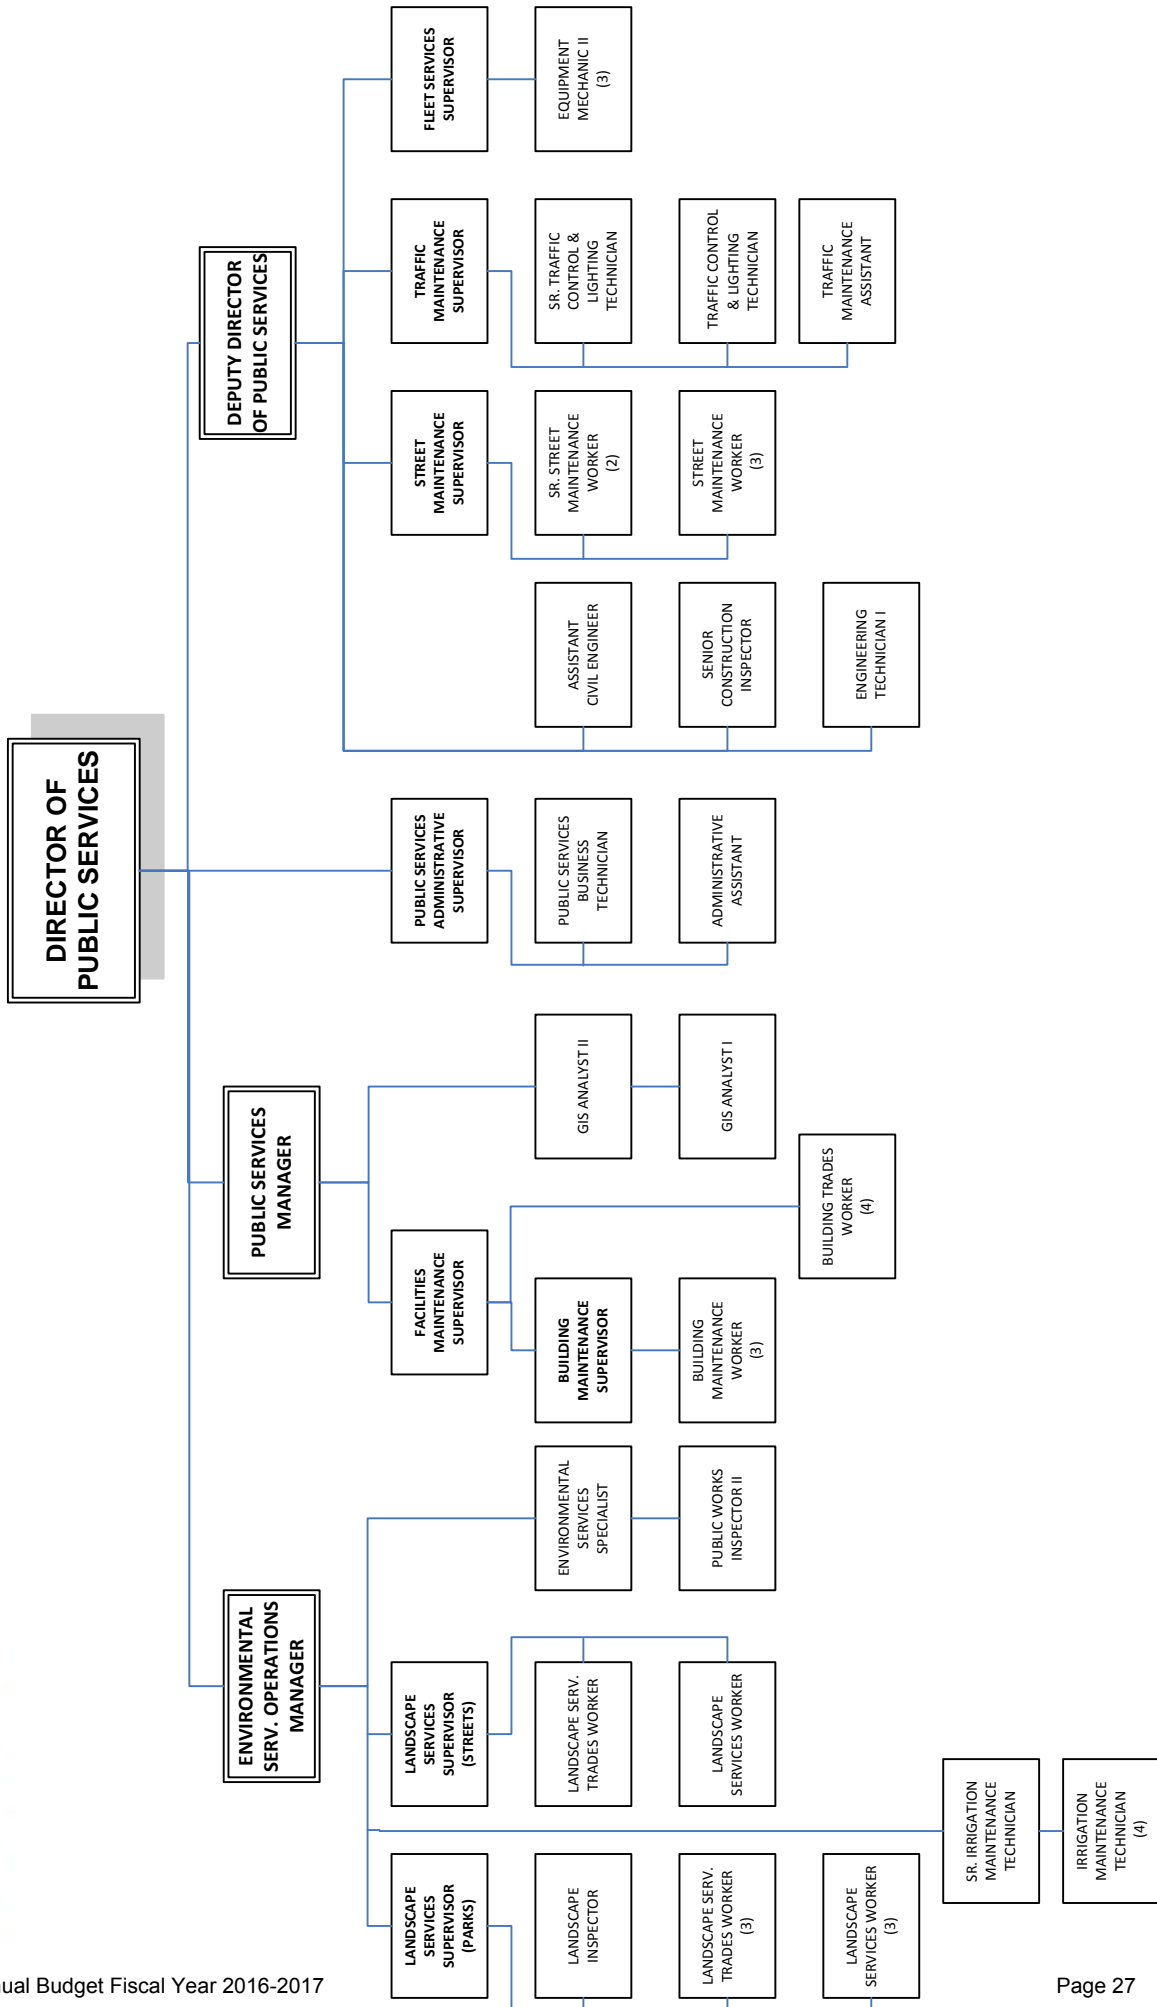 DIRECTOR OF
PUBLIC SERVICES
ENVIRONMENTAL
SERV. OPERATIONS
MANAGER
PUBLIC SERVICES
MANAGER
DEPUTY DIRECTOR
OF PUBLIC SERVICES
LANDSCAPE
SERVICES
SUPERVISOR
(PARKS)
LANDSCAPE
SERVICES
SUPERVISOR
(STREETS)
FACILITIES
MAINTENANCE
SUPERVISOR
PUBLIC SERVICES
ADMINISTRATIVE
SUPERVISOR
STREET
MAINTENANCE
SUPERVISOR
TRAFFIC
MAINTENANCE
SUPERVISOR
FLEET SERVICES
SUPERVISOR
LANDSCAPE
INSPECTOR
LANDSCAPE SERV.
TRADES WORKER
ENVIRONMENTAL
SERVICES
SPECIALIST
BUILDING
MAINTENANCE
SUPERVISOR
GIS ANALYST II
PUBLIC SERVICES
BUSINESS
TECHNICIAN
ASSISTANT
CIVIL ENGINEER
SR. STREET
MAINTENANCE
WORKER
(2)
SR. TRAFFIC
CONTROL &
LIGHTING
TECHNICIAN
EQUIPMENT
MECHANIC II
(3)
LANDSCAPE SERV.
TRADES WORKER
(3)
LANDSCAPE
SERVICES WORKER
PUBLIC WORKS
INSPECTOR II
BUILDING
MAINTENANCE
WORKER
(3)
GIS ANALYST I
ADMINISTRATIVE
ASSISTANT
SENIOR
CONSTRUCTION
INSPECTOR
STREET
MAINTENANCE
WORKER
(3)
TRAFFIC CONTROL
& LIGHTING
TECHNICIAN
LANDSCAPE
SERVICES WORKER
(3)
BUILDING TRADES
WORKER
(4)
ENGINEERING
TECHNICIAN I
TRAFFIC
MAINTENANCE
ASSISTANT
SR. IRRIGATION
MAINTENANCE
TECHNICIAN
IRRIGATION
MAINTENANCE
TECHNICIAN
(4)
nual Budget Fiscal Year 2016-2017
Page 27